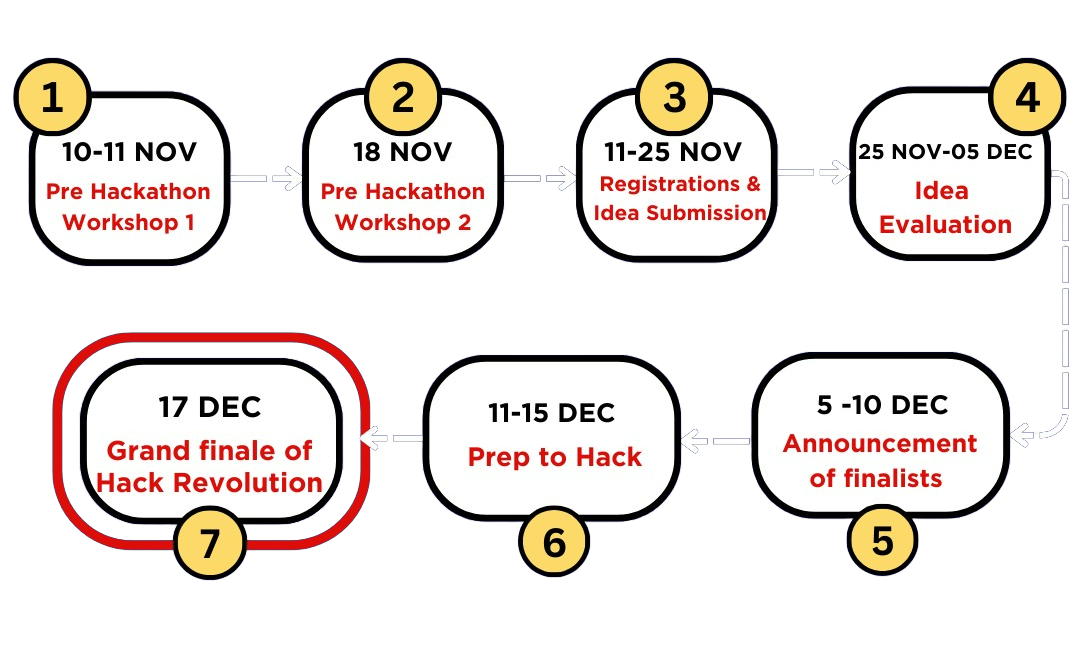 1
10-11 NOV
Pre Hackathon
Workshop 1
2
18 NOV
Pre Hackathon
Workshop 2
3
11-25 NOV
Registrations &
Idea Submission
4
25 NOV-05 DEC
Idea
Evaluation
5 -10 DEC
Announcement
of finalists
5
11-15 DEC
Prep to Hack
6
17 DEC
Grand finale of
Hack Revolution
7